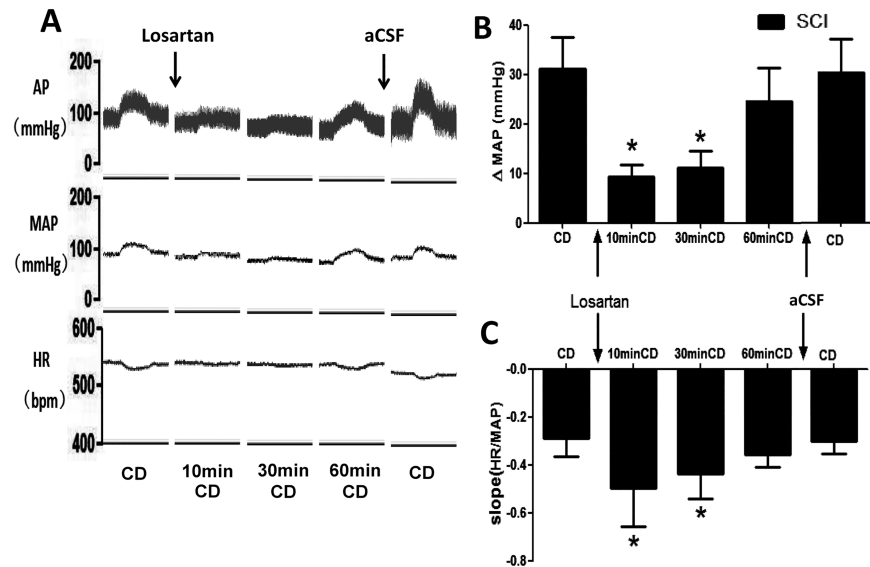 A
Losartan
aCSF
AP
(mmHg)
200
100
0
MAP
(mmHg)
200
100
0
HR
(bpm)
600
500
400
CD
10min
CD
30min
CD
60min
CD
CD
B
SCI
Δ MAP (mmHg)
40
30
20
10
0
CD
10minCD
30minCD
60minCD
CD
*
*
Losartan
aCSF
C
CD
10minCD
30minCD
60minCD
CD
slope(HR/MAP)
-0.0
-0.2
-0.4
-0.6
-0.8
*
*